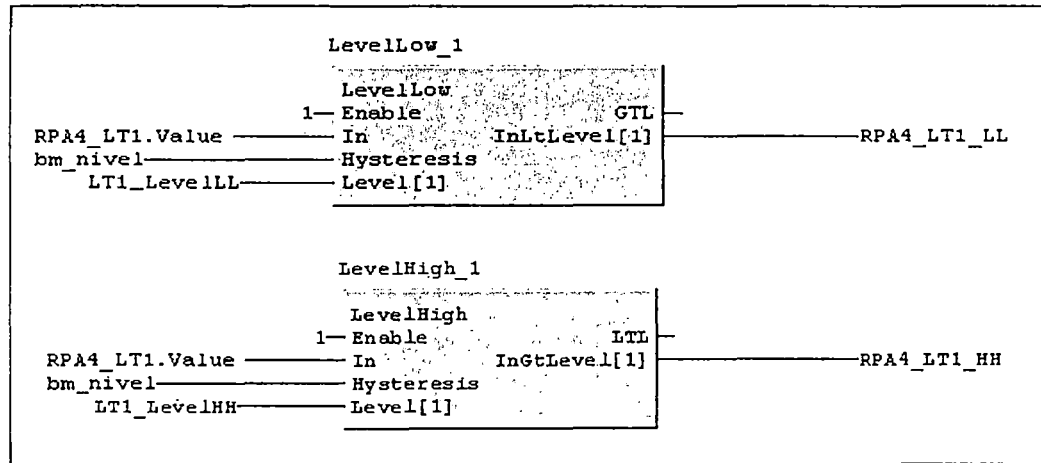 LevelLow_1
LevelLow
1 Enable GTL
RPA4_LT1.Value In InLtLevel[1] RPA4_LT1_LL
bm_nivel Hysteresis
LT1_LevelLL Level[1]
LevelHigh_1
LevelHigh
1 Enable LTL
RPA4_LT1.Value In InGtLevel[1] RPA4_LT1_HH
bm_nivel Hysteresis
LT1_LevelHH Level[1]